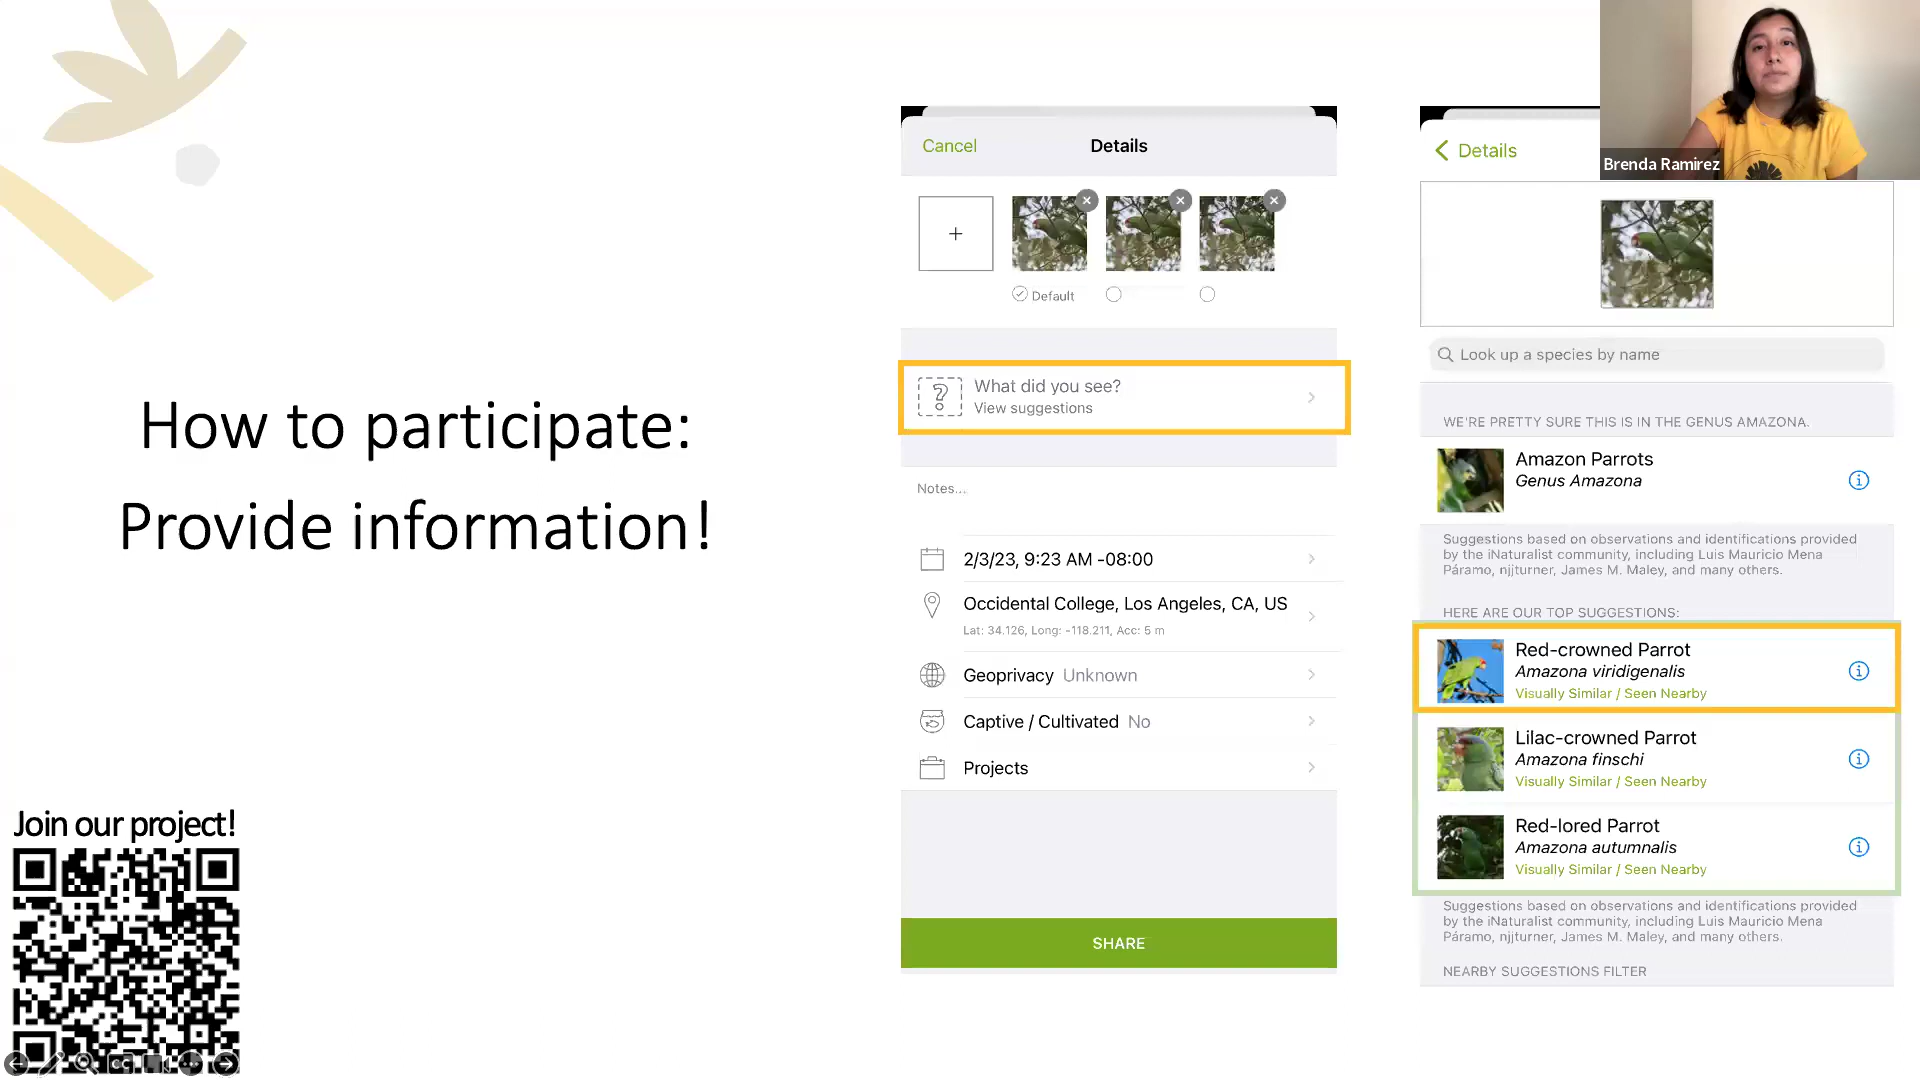 How to participate:
Provide information!
Join our project!
Cancel
Details
Default
What did you see?
View suggestions
Notes...
2/3/23, 9:23 AM -08:00
Occidental College, Los Angeles, CA, US
Lat: 34.126, Long: -118.211, Acc: 5 m
Geoprivacy Unknown
Captive / Cultivated No
Projects
SHARE
Details
Look up a species by name
WE'RE PRETTY SURE THIS IS IN THE GENUS AMAZONA.
Amazon Parrots
Genus Amazona
Suggestions based on observations and identifications provided
by the iNaturalist community, including Luis Mauricio Mena
Páramo, njjturner, James M. Maley, and many others.
HERE ARE OUR TOP SUGGESTIONS:
Red-crowned Parrot
Amazona viridigenalis
Visually Similar / Seen Nearby
Lilac-crowned Parrot
Amazona finschi
Visually Similar / Seen Nearby
Red-lored Parrot
Amazona autumnalis
Visually Similar / Seen Nearby
Suggestions based on observations and identifications provided
by the iNaturalist community, including Luis Mauricio Mena
Páramo, njjturner, James M. Maley, and many others.
NEARBY SUGGESTIONS FILTER
Brenda Ramirez
CC